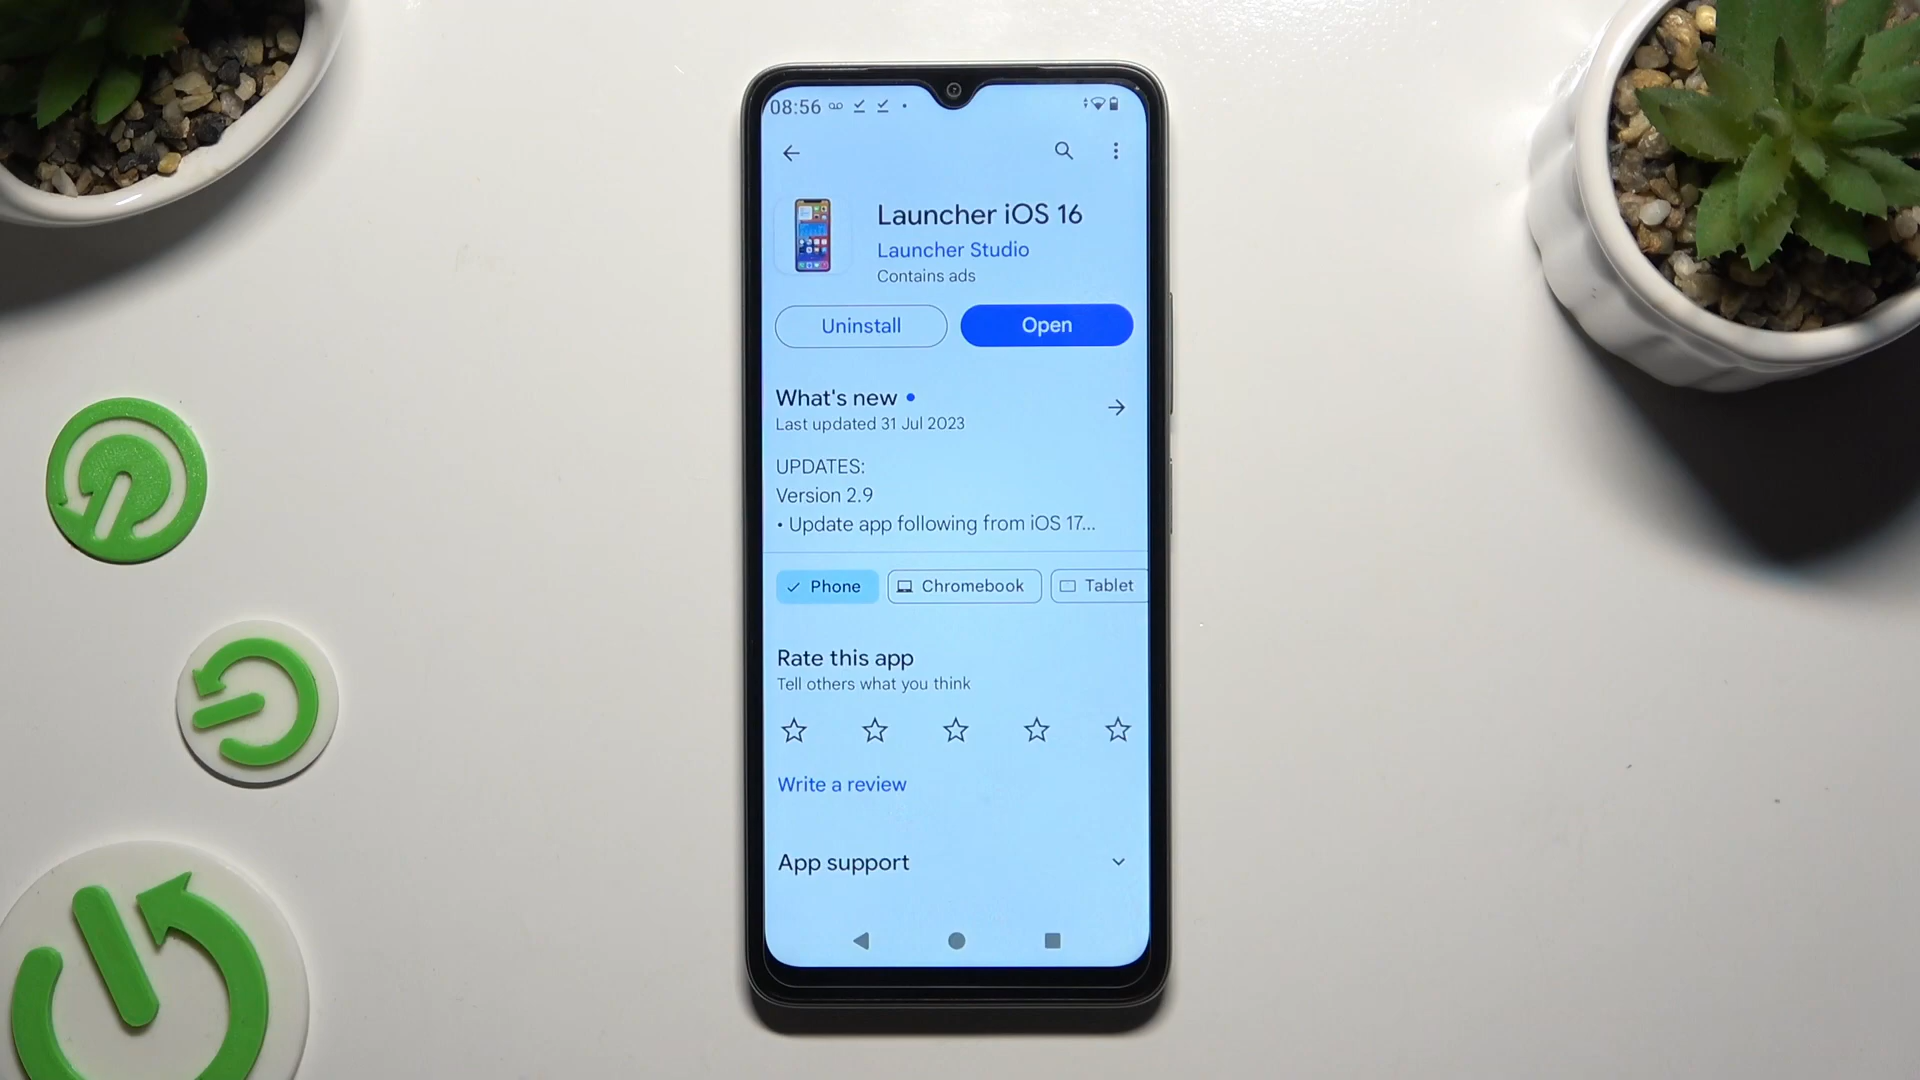 08:56
Launcher iOS 16
Launcher Studio
Contains ads
Uninstall
Open
What's new
Last updated 31 Jul 2023
UPDATES:
Version 2.9
• Update app following from iOS 17...
Phone
Chromebook
Tablet
Rate this app
Tell others what you think
Write a review
App support